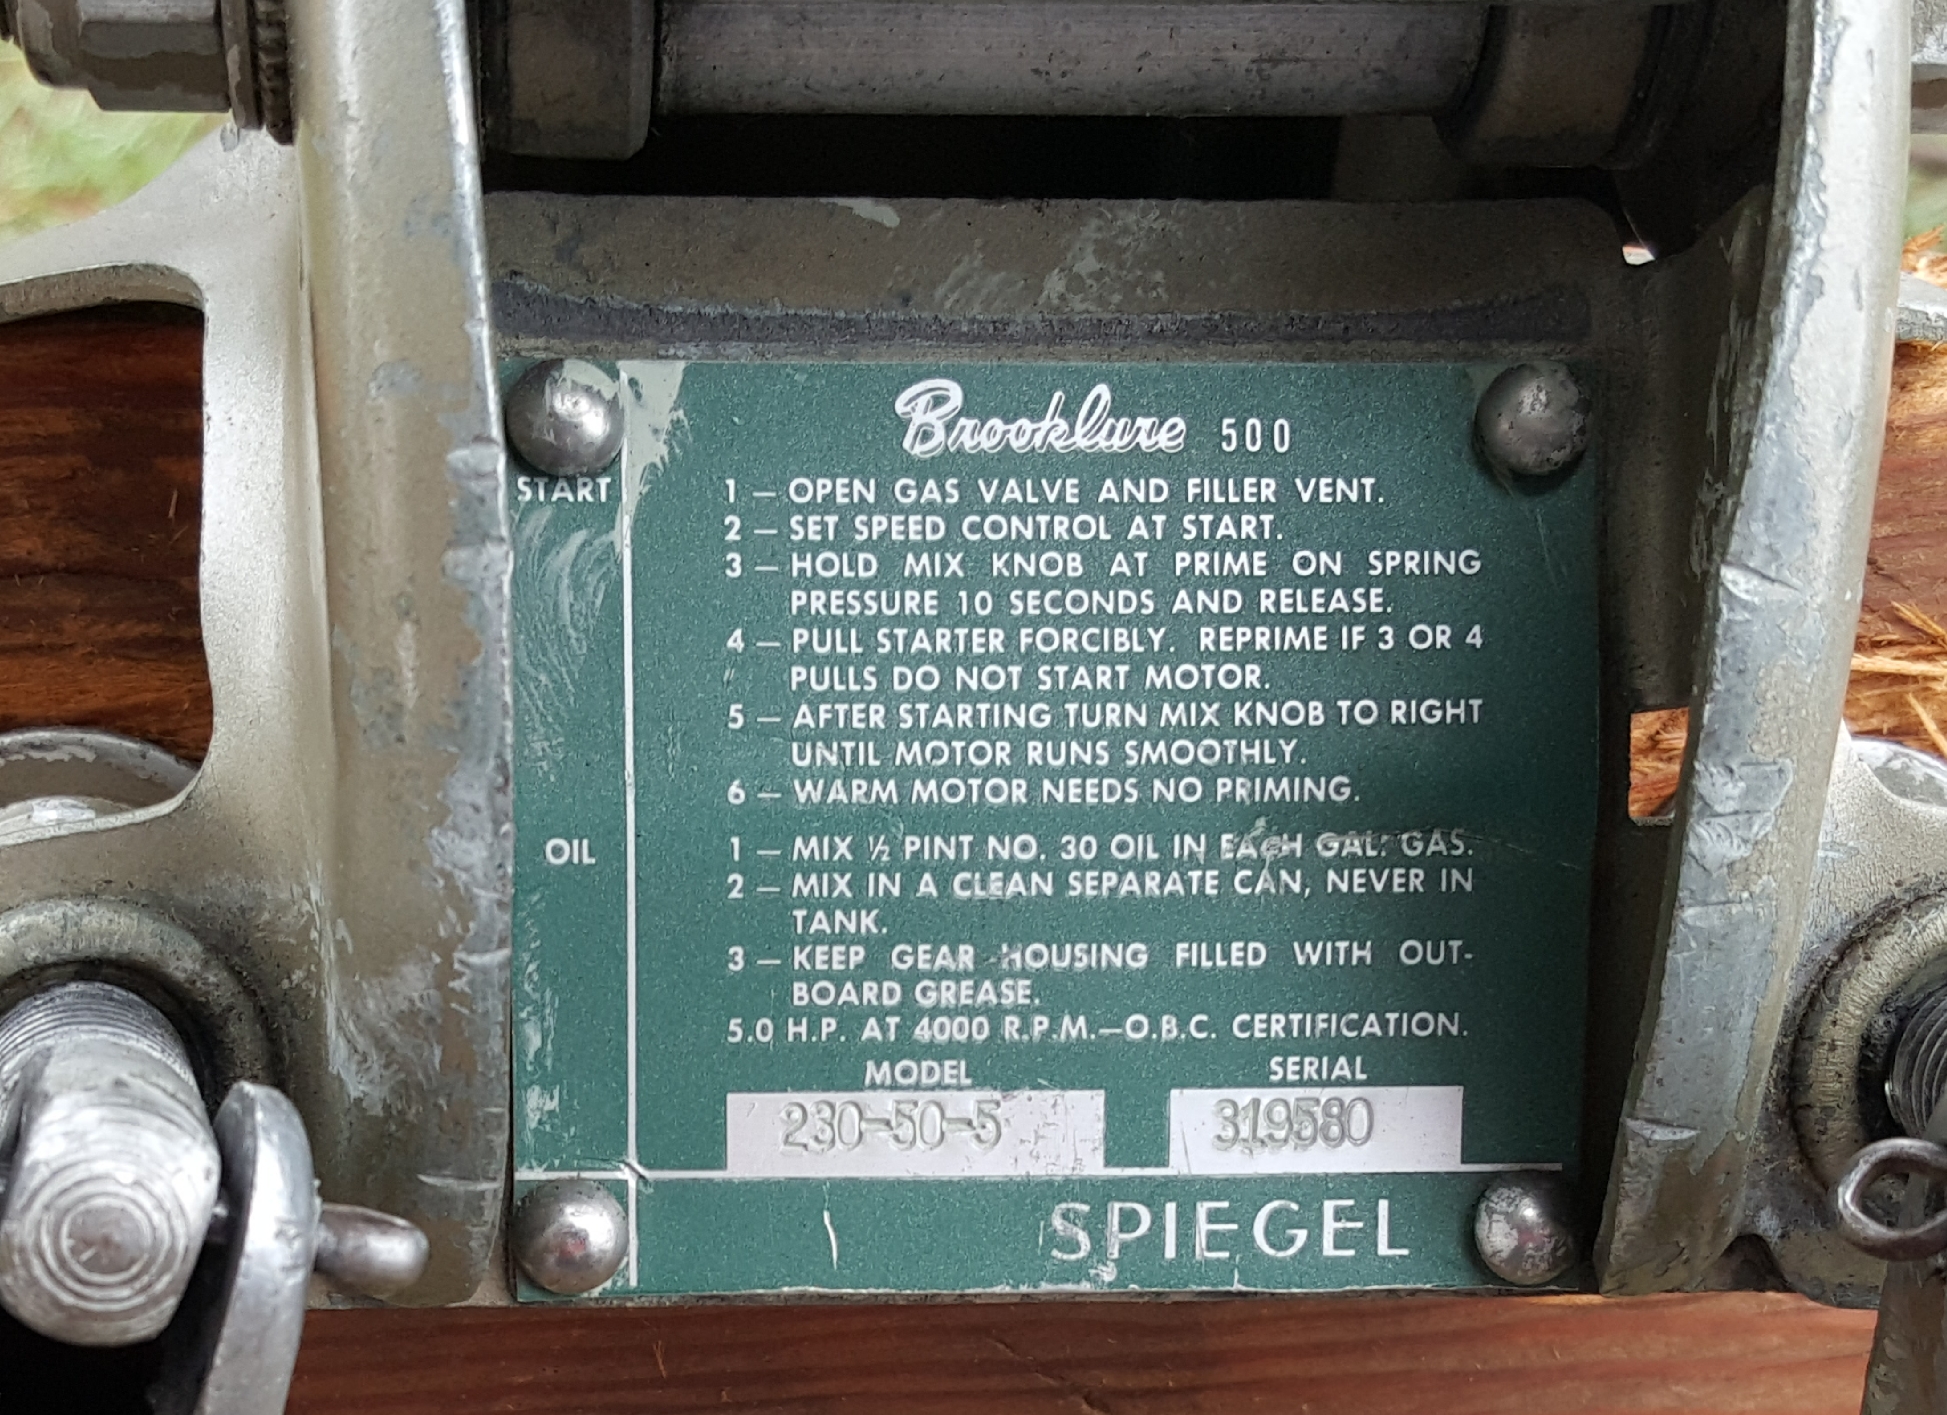 Brooklure 500
START
1 – OPEN GAS VALVE AND FILLER VENT.
2 – SET SPEED CONTROL AT START.
3 – HOLD MIX KNOB AT PRIME ON SPRING
PRESSURE 10 SECONDS AND RELEASE.
4 – PULL STARTER FORCIBLY. REPRIME IF 3 OR 4
PULLS DO NOT START MOTOR.
5 – AFTER STARTING TURN MIX KNOB TO RIGHT
UNTIL MOTOR RUNS SMOOTHLY.
6 – WARM MOTOR NEEDS NO PRIMING.
OIL
1 – MIX ½ PINT NO. 30 OIL IN EACH GAL. GAS.
2 – MIX IN A CLEAN SEPARATE CAN, NEVER IN
TANK.
3 – KEEP GEAR HOUSING FILLED WITH OUT-
BOARD GREASE.
5.0 H.P. AT 4000 R.P.M.–O.B.C. CERTIFICATION.
MODEL SERIAL
230-50-5 319580
SPIEGEL